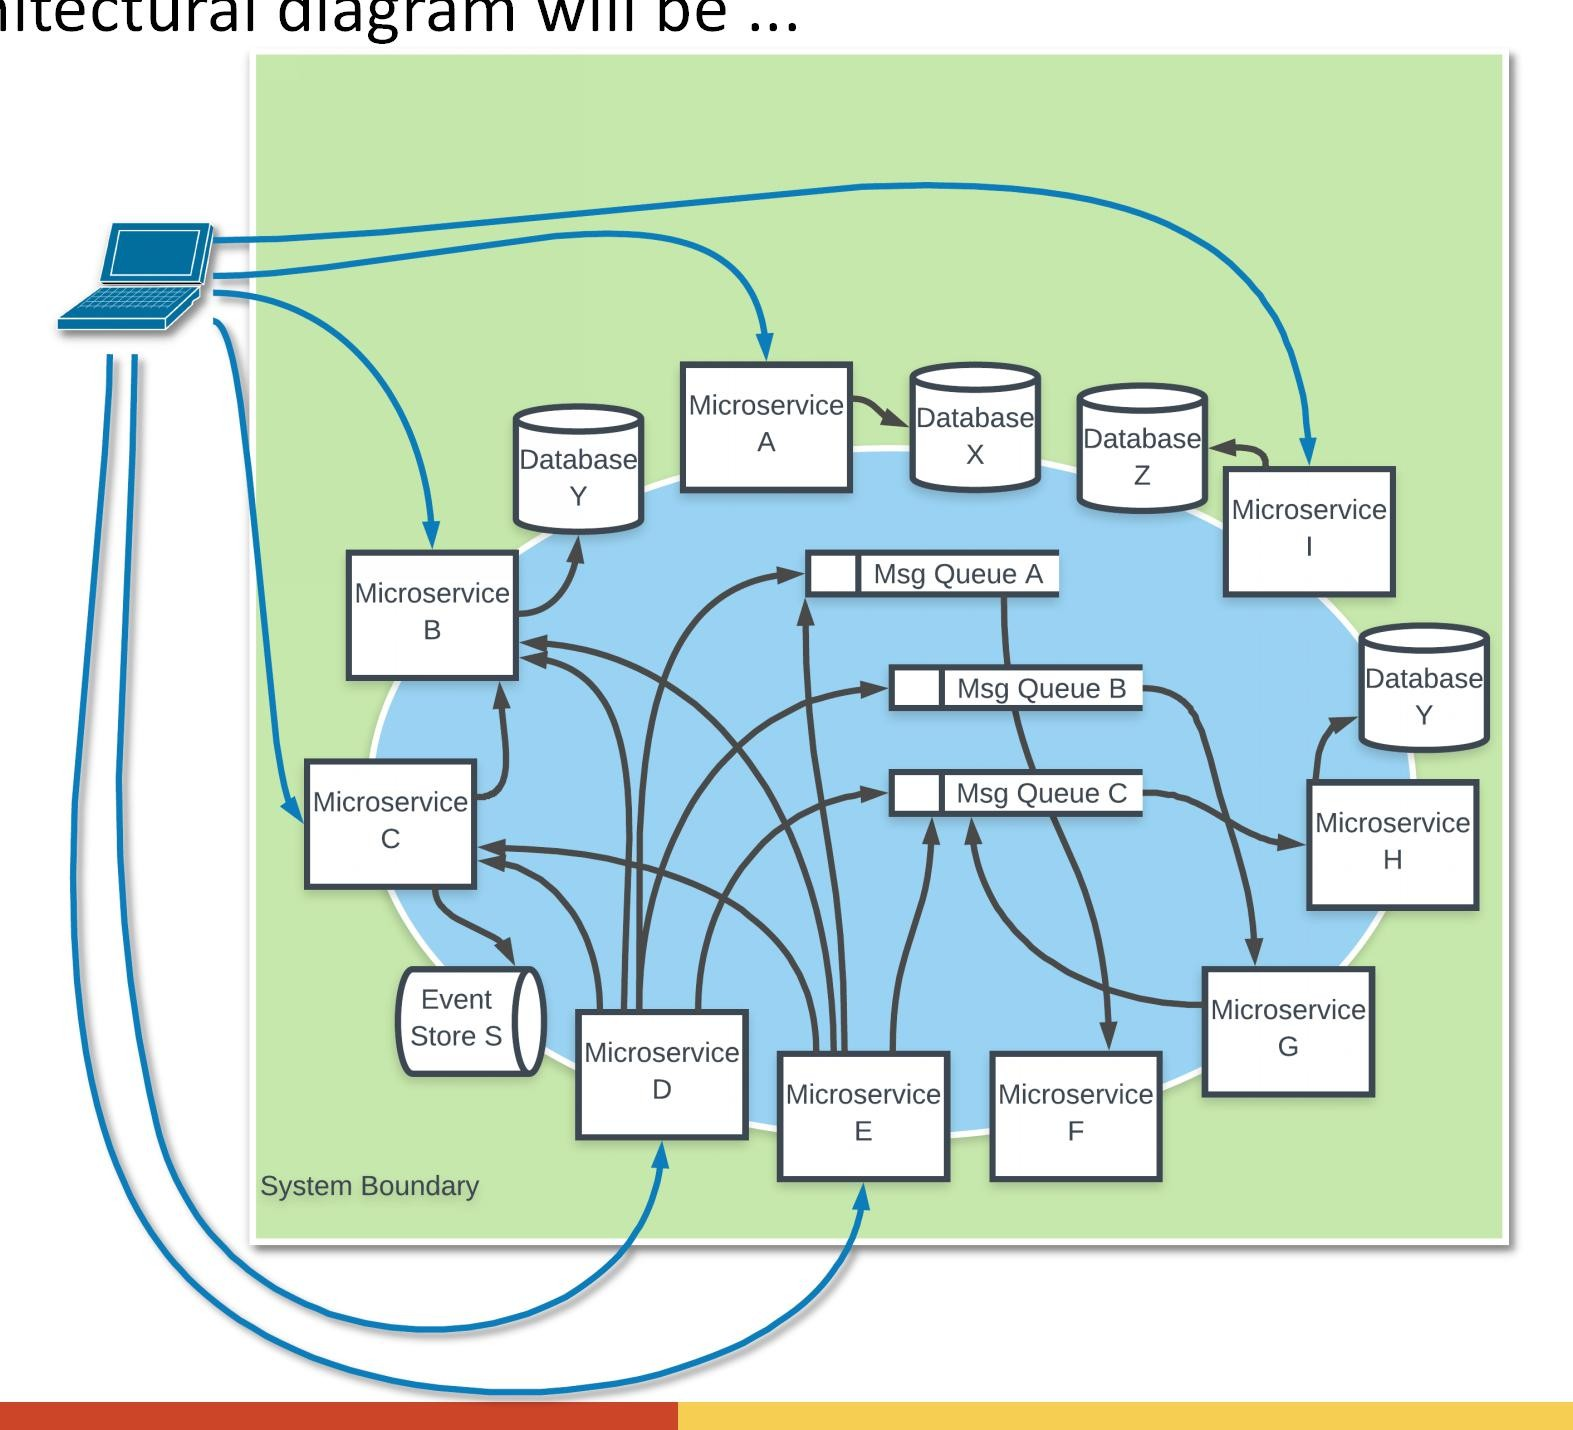 hitectural diagram will be ...
Microservice
A
Database
X
Database
Z
Database
Y
Microservice
I
Microservice
B
Msg Queue A
Msg Queue B
Database
Y
Microservice
C
Msg Queue C
Microservice
H
Event
Store S
Microservice
D
Microservice
E
Microservice
F
Microservice
G
System Boundary